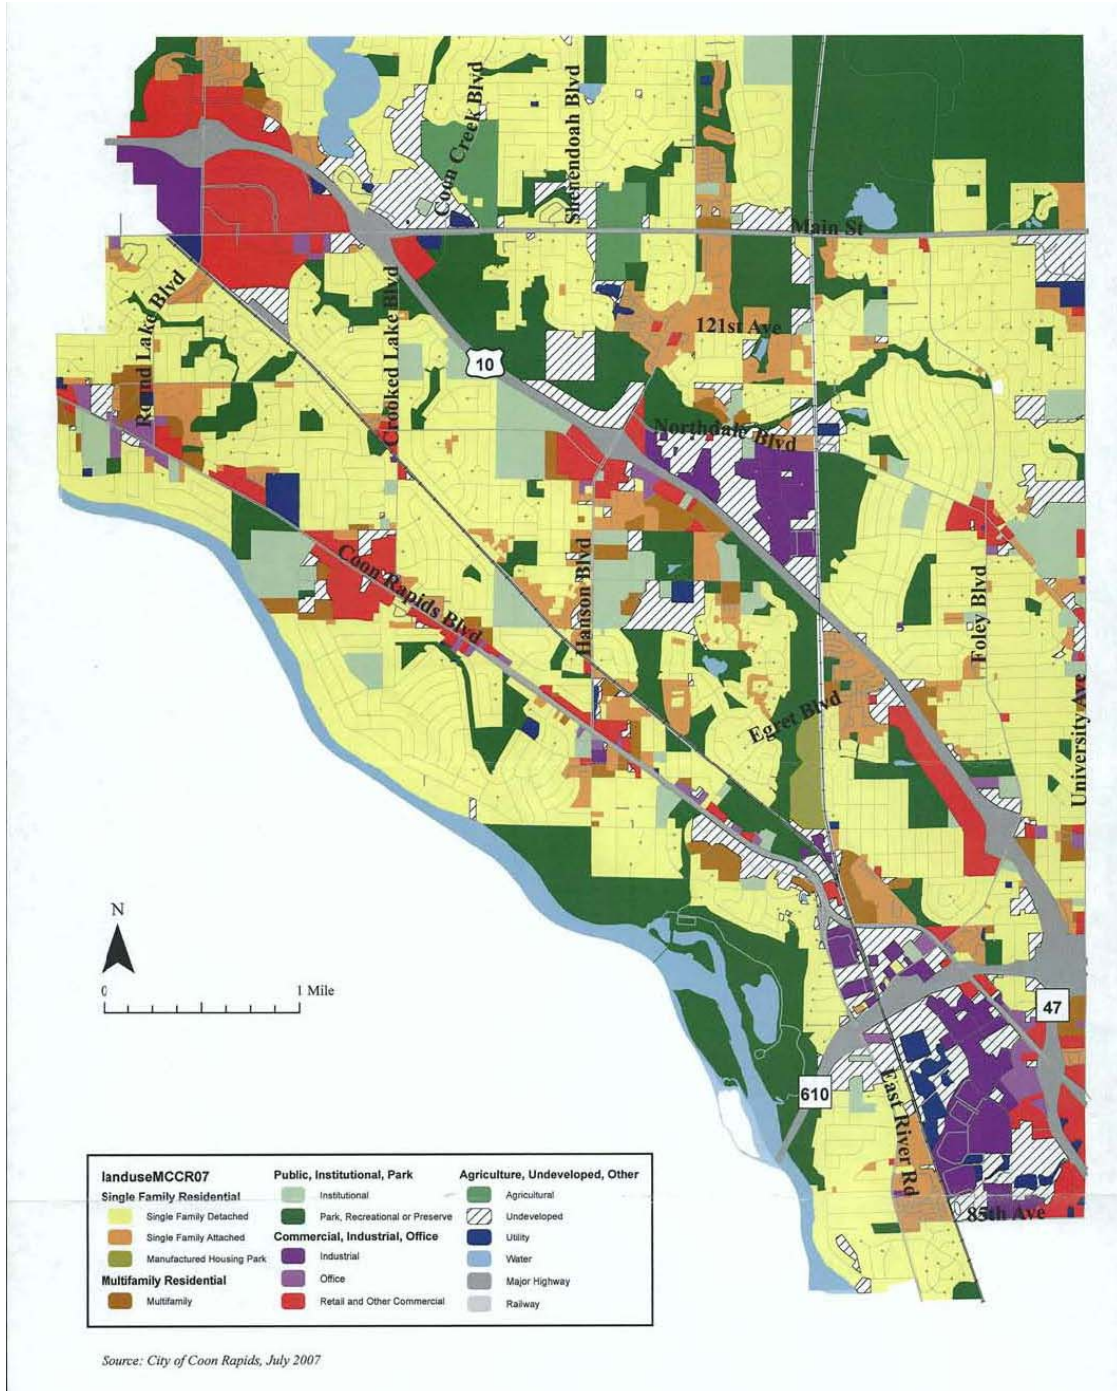 Coon Creek Blvd
Shenendoah Blvd
Main St
Round Lake Blvd
Crooked Lake Blvd
121st Ave
10
Northdale Blvd
Coon Rapids Blvd
Hanson Blvd
Foley Blvd
Egret Blvd
University Ave
N
0 1 Mile
47
610
East River Rd
85th Ave
landuseMCCR07
Single Family Residential
Single Family Detached
Single Family Attached
Manufactured Housing Park
Multifamily Residential
Multifamily
Public, Institutional, Park
Institutional
Park, Recreational or Preserve
Commercial, Industrial, Office
Industrial
Office
Retail and Other Commercial
Agriculture, Undeveloped, Other
Agricultural
Undeveloped
Utility
Water
Major Highway
Railway
Source: City of Coon Rapids, July 2007